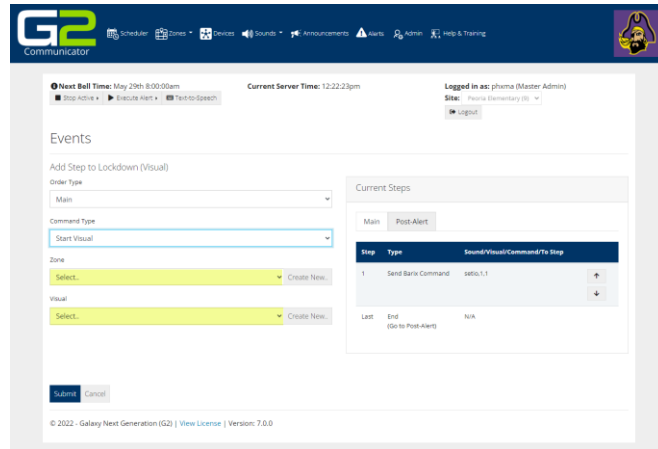 G2
Communicator
Scheduler Zones Devices Sounds Announcements Alerts Admin Help & Training
Next Bell Time: May 29th 8:00:00am Current Server Time: 12:22:23pm Logged in as: phxma (Master Admin)
Stop Active Execute Alert Text-to-Speech Site: Peoria Elementary (9)
Logout
Events
Add Step to Lockdown (Visual)
Order Type
Main
Command Type
Start Visual
Zone
Select.. Create New..
Visual
Select.. Create New..
Current Steps
Main Post-Alert
Step Type Sound/Visual/Command/To Step
1 Send Barix Command setio,1,1
Last End N/A
(Go to Post-Alert)
Submit Cancel
© 2022 - Galaxy Next Generation (G2) | View License | Version: 7.0.0